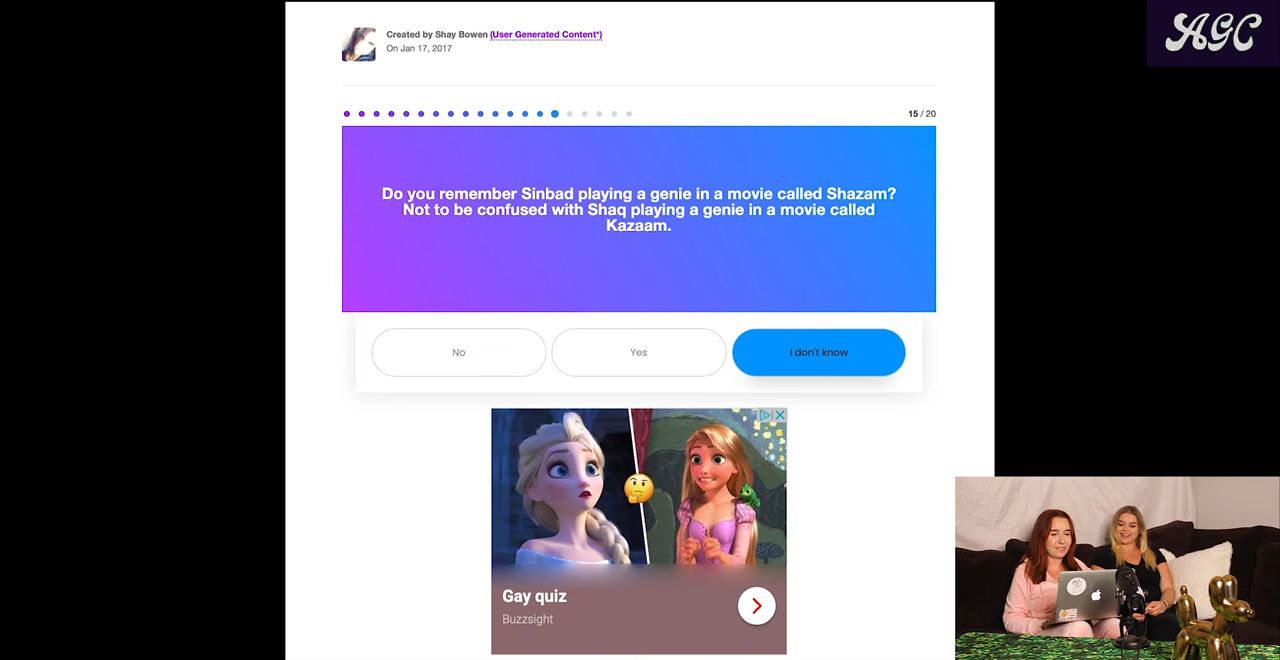 Created by Shay Bowen (User Generated Content*)
On Jan 17, 2017
AGC
15 / 20
Do you remember Sinbad playing a genie in a movie called Shazam?
Not to be confused with Shaq playing a genie in a movie called
Kazaam.
No
Yes
I don't know
Gay quiz
Buzzsight